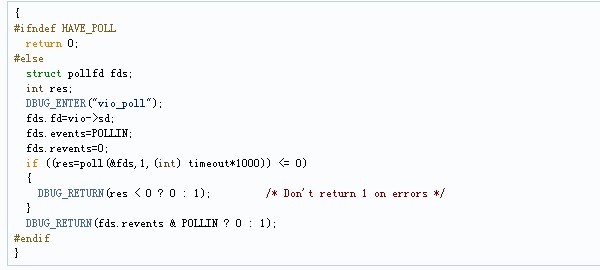 {
#ifndef HAVE_POLL
return 0;
#else
struct pollfd fds;
int res;
DBUG_ENTER("vio_poll");
fds.fd=vio->sd;
fds.events=POLLIN;
fds.revents=0;
if ((res=poll(&fds,1,(int) timeout*1000)) <= 0)
{
DBUG_RETURN(res < 0 ? 0 : 1); /* Don't return 1 on errors */
}
DBUG_RETURN(fds.revents & POLLIN ? 0 : 1);
#endif
}